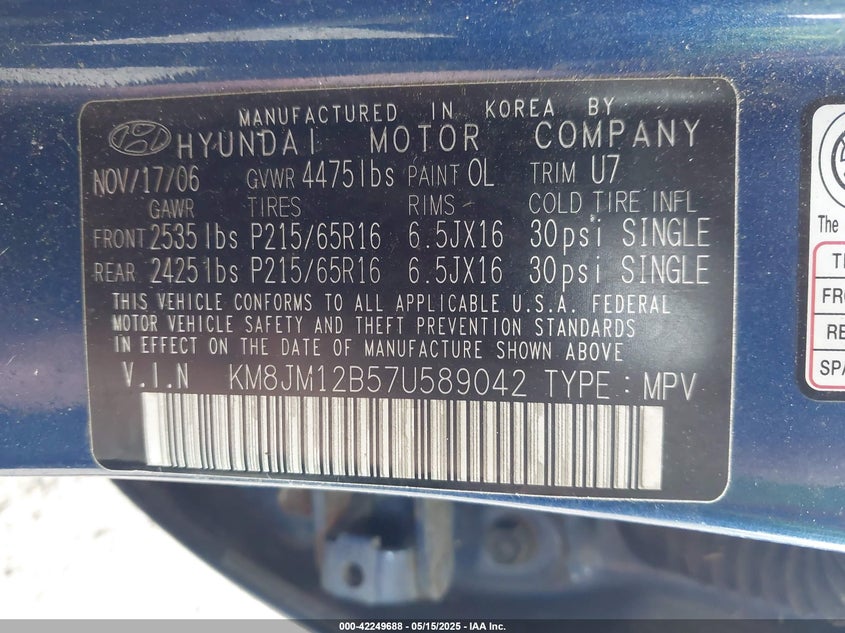 MANUFACTURED IN KOREA BY
HYUNDAI MOTOR COMPANY
NOV/17/06 GVWR 4475lbs PAINT OL TRIM U7
GAWR TIRES RIMS COLD TIRE INFL
FRONT 2535lbs P215/65R16 6.5JX16 30psi SINGLE
REAR 2425lbs P215/65R16 6.5JX16 30psi SINGLE
THIS VEHICLE CONFORMS TO ALL APPLICABLE U.S.A. FEDERAL
MOTOR VEHICLE SAFETY AND THEFT PREVENTION STANDARDS
IN EFFECT ON THE DATE OF MANUFACTURE SHOWN ABOVE
V.I.N KM8JM12B57U589042 TYPE : MPV
The
000-42249688 - 05/15/2025 - IAA Inc.